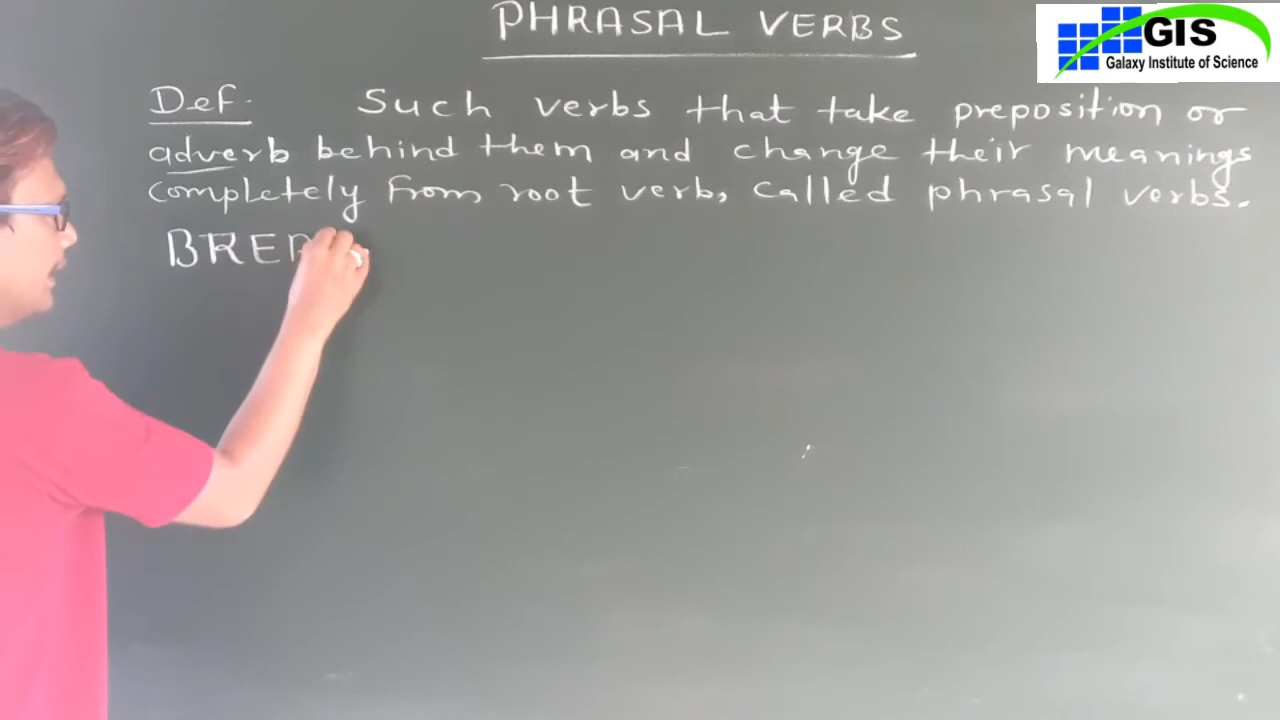 PHRASAL VERBS
GIS
Galaxy Institute of Science
Def. Such verbs that take preposition or
adverb behind them and change their meanings
completely from root verb, called phrasal verbs.
BRE